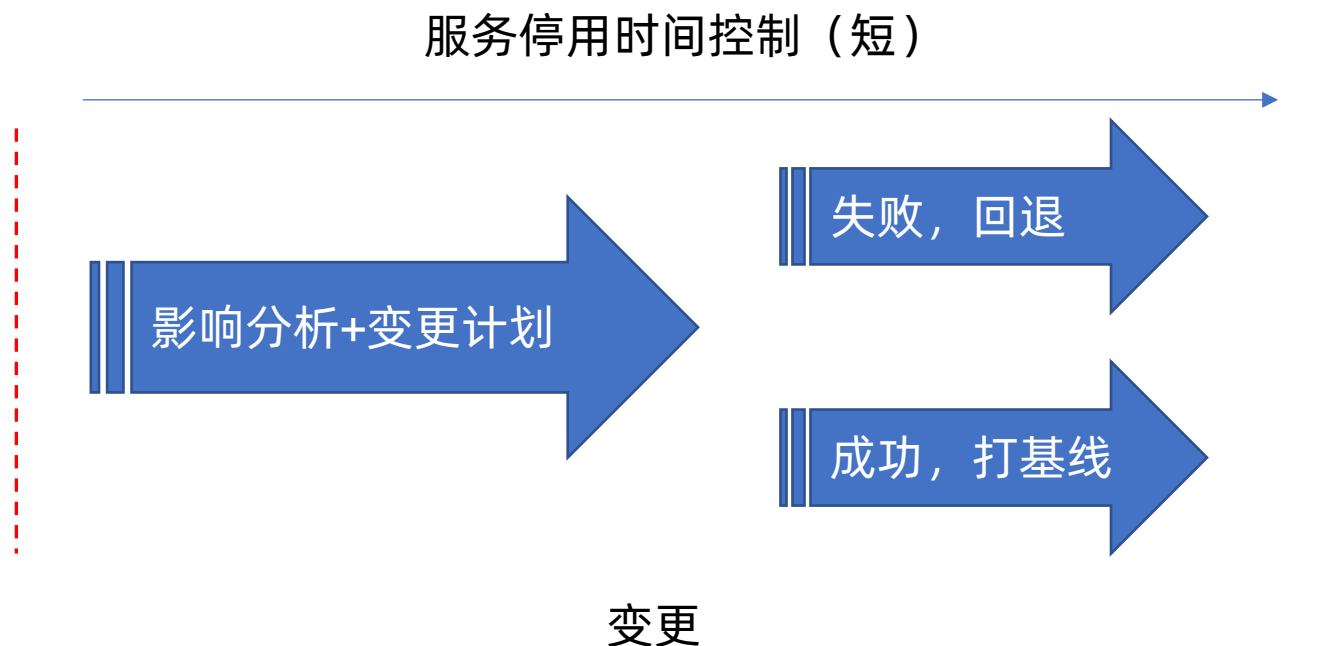 服务停用时间控制（短）
影响分析+变更计划
失败，回退
成功，打基线
变更